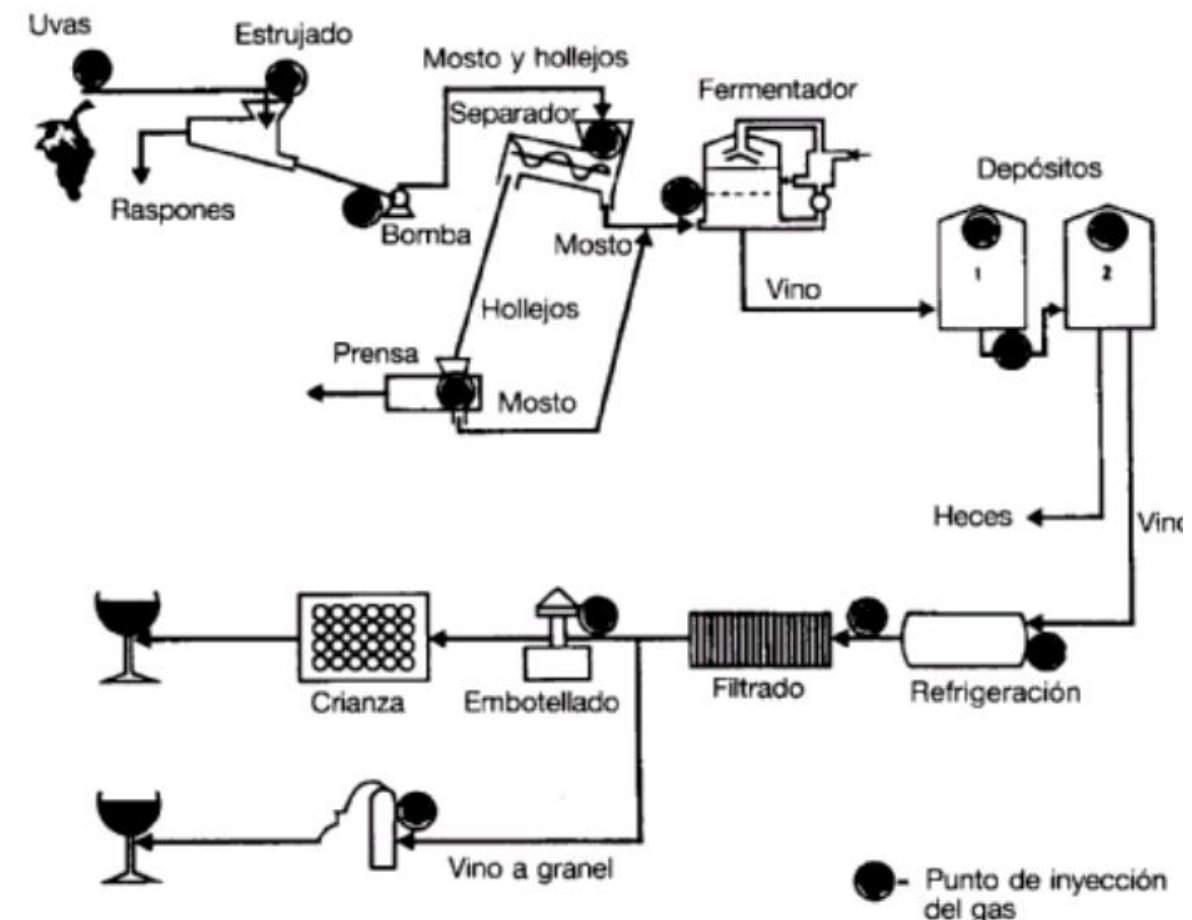 Uvas
Estrujado
Mosto y hollejos
Separador
Fermentador
Depósitos
Raspones
Bomba
Mosto
1
2
Vino
Hollejos
Prensa
Mosto
Heces
Vino
Crianza
Embotellado
Filtrado
Refrigeración
Vino a granel
- Punto de inyección
del gas